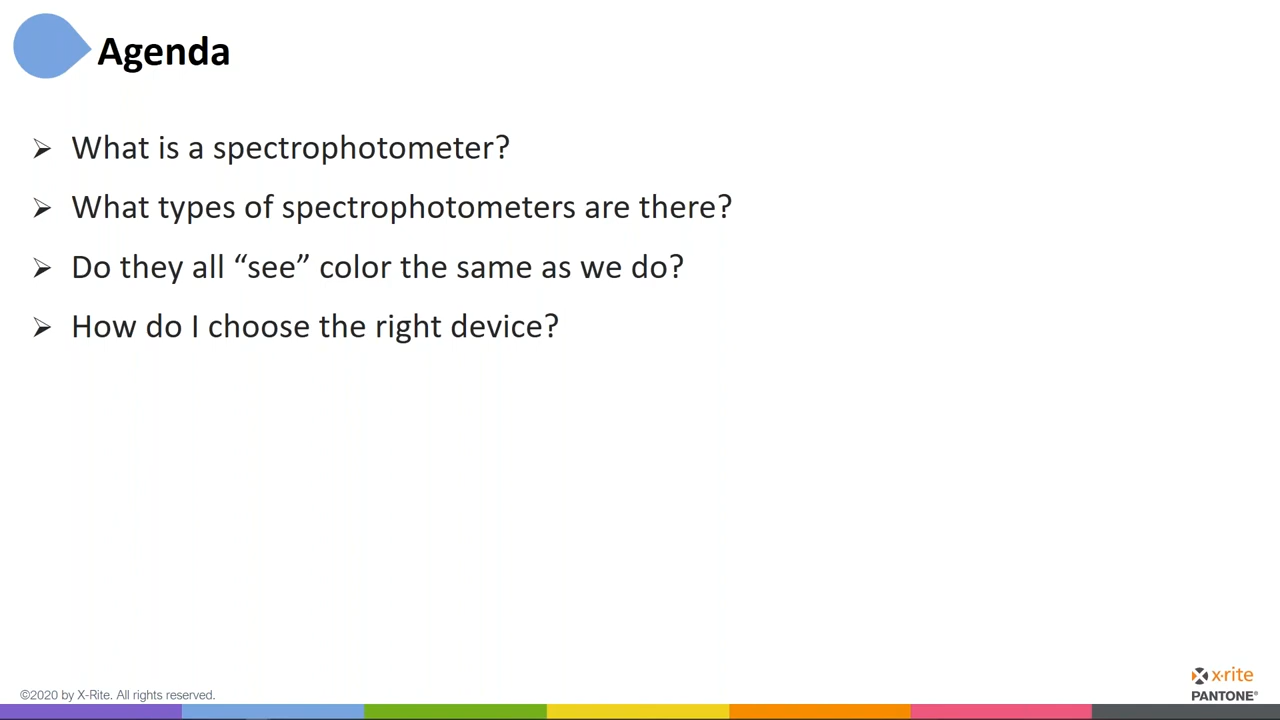 Agenda
What is a spectrophotometer?
What types of spectrophotometers are there?
Do they all “see” color the same as we do?
How do I choose the right device?
©2020 by X-Rite. All rights reserved.
x·rite
PANTONE®